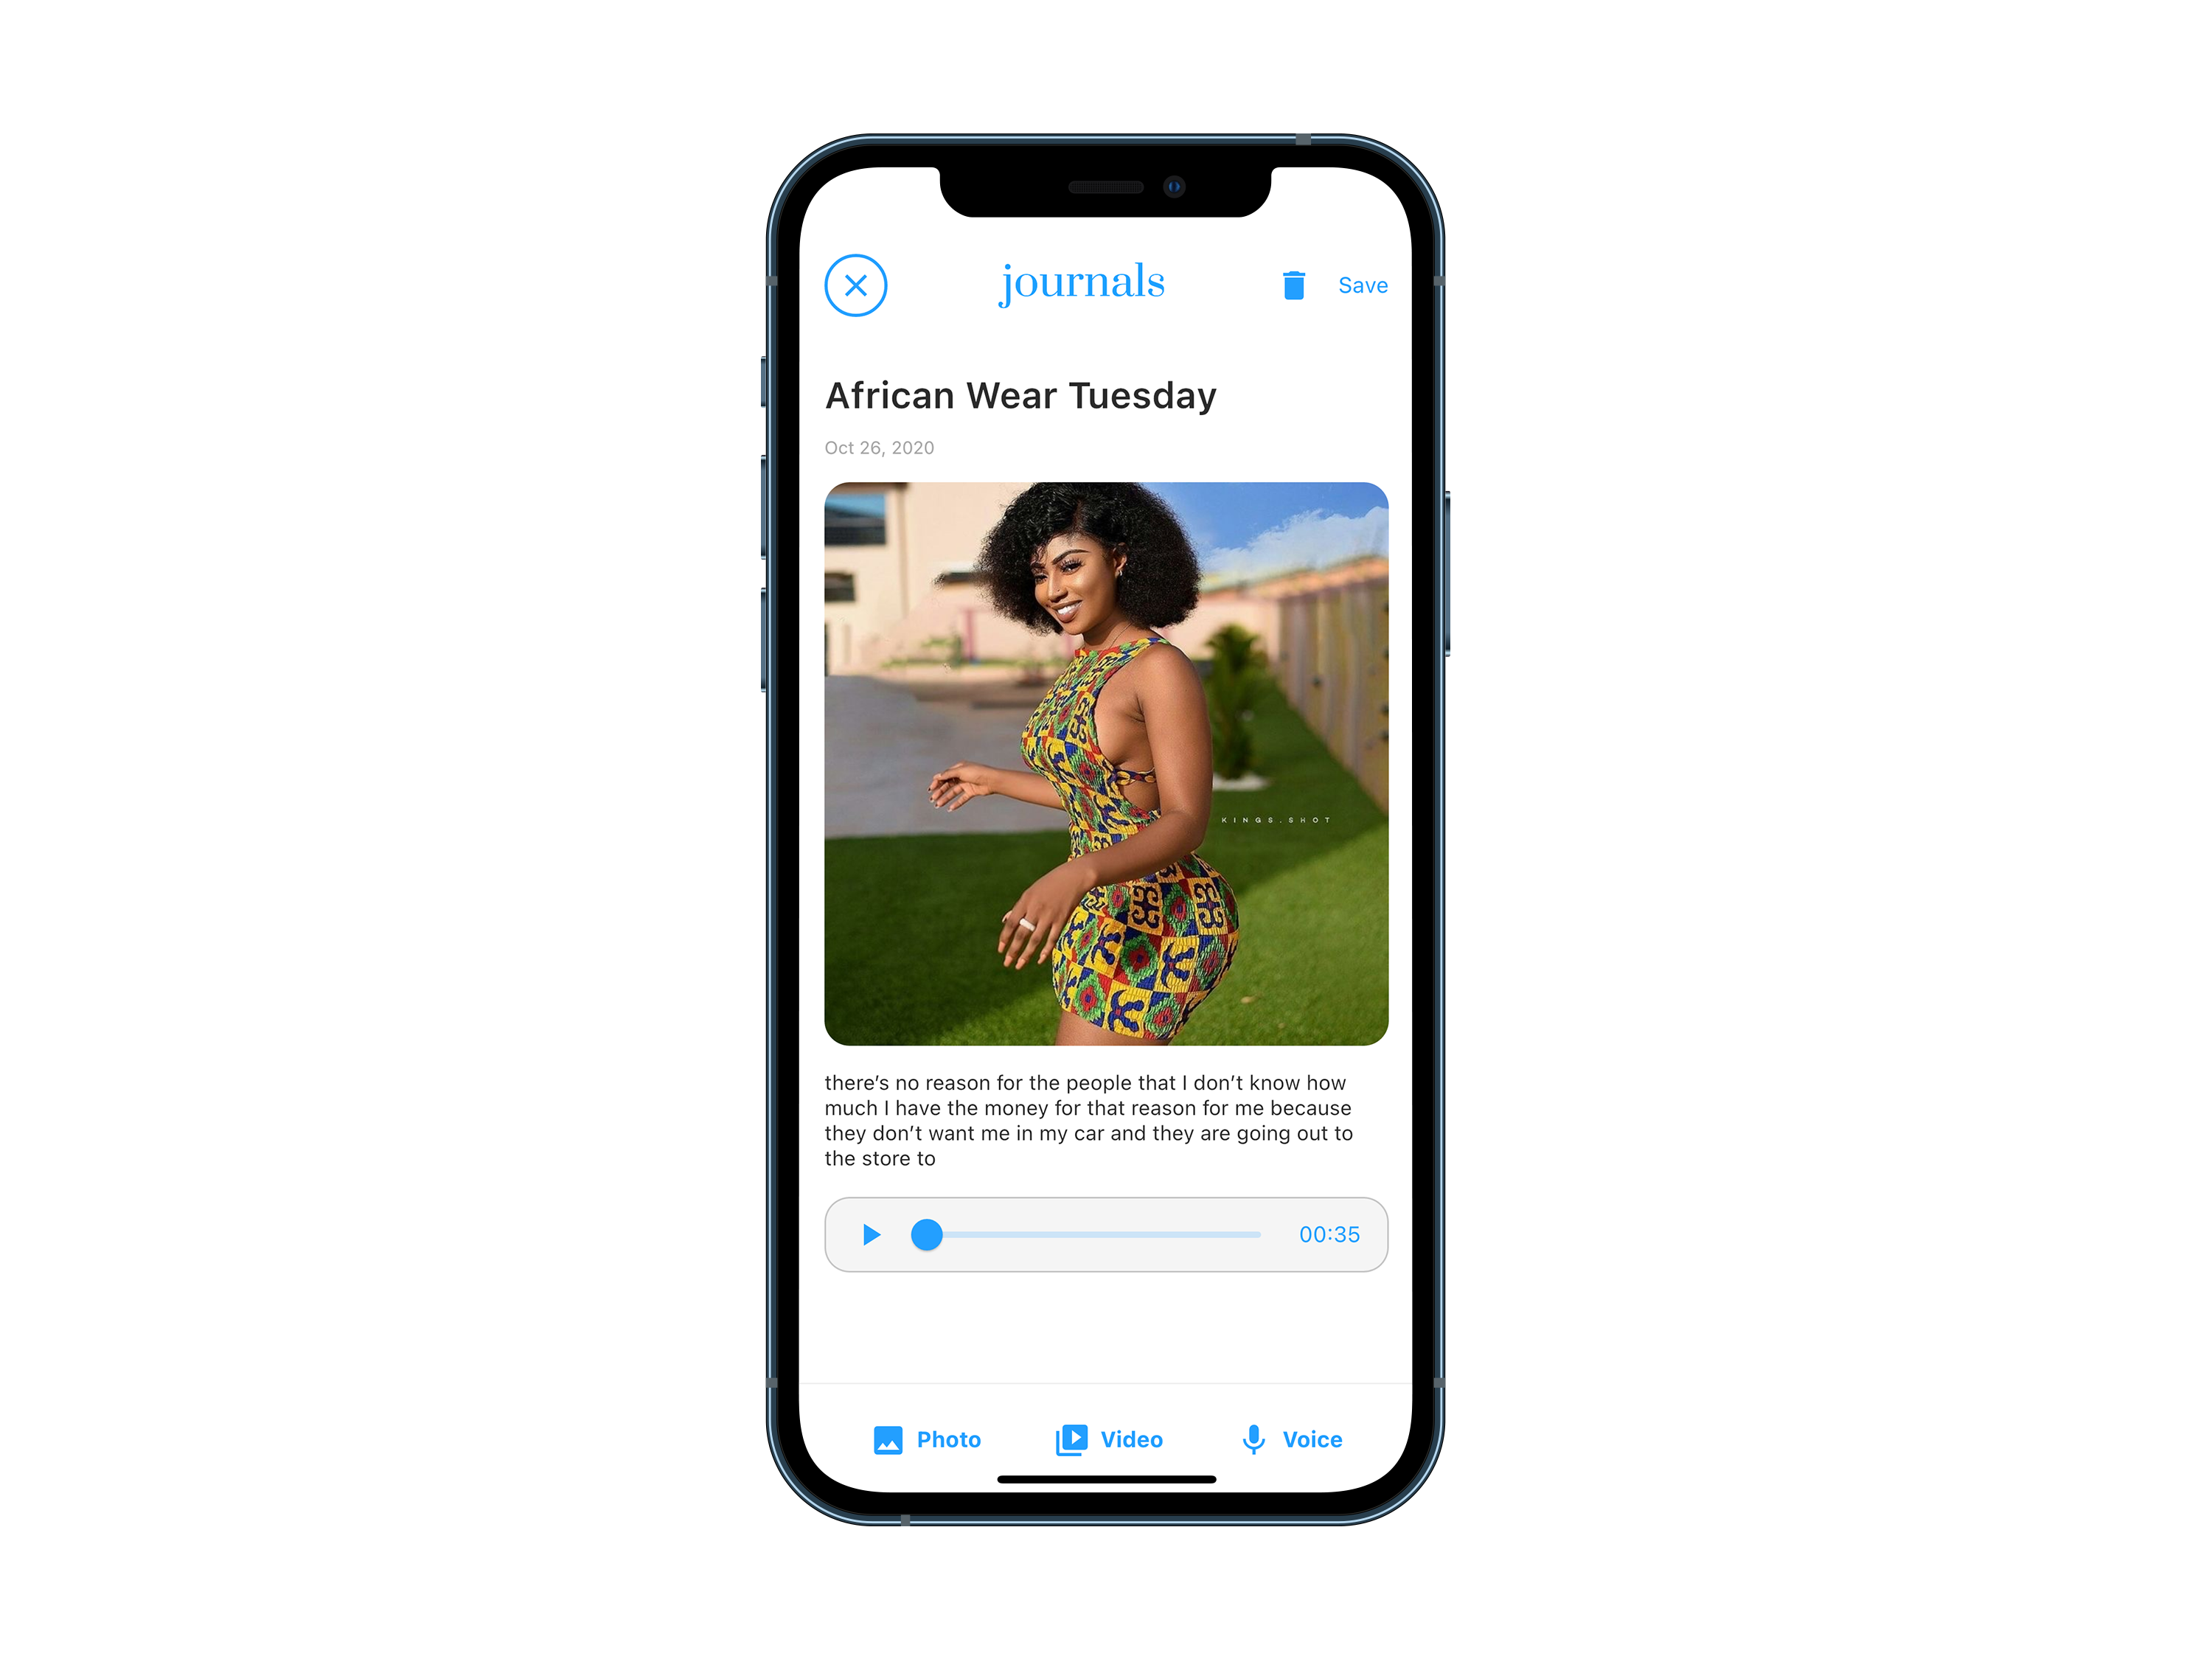 journals
Save
African Wear Tuesday
Oct 26, 2020
KINGS.SHOT
there’s no reason for the people that I don’t know how
much I have the money for that reason for me because
they don’t want me in my car and they are going out to
the store to
00:35
Photo
Video
Voice